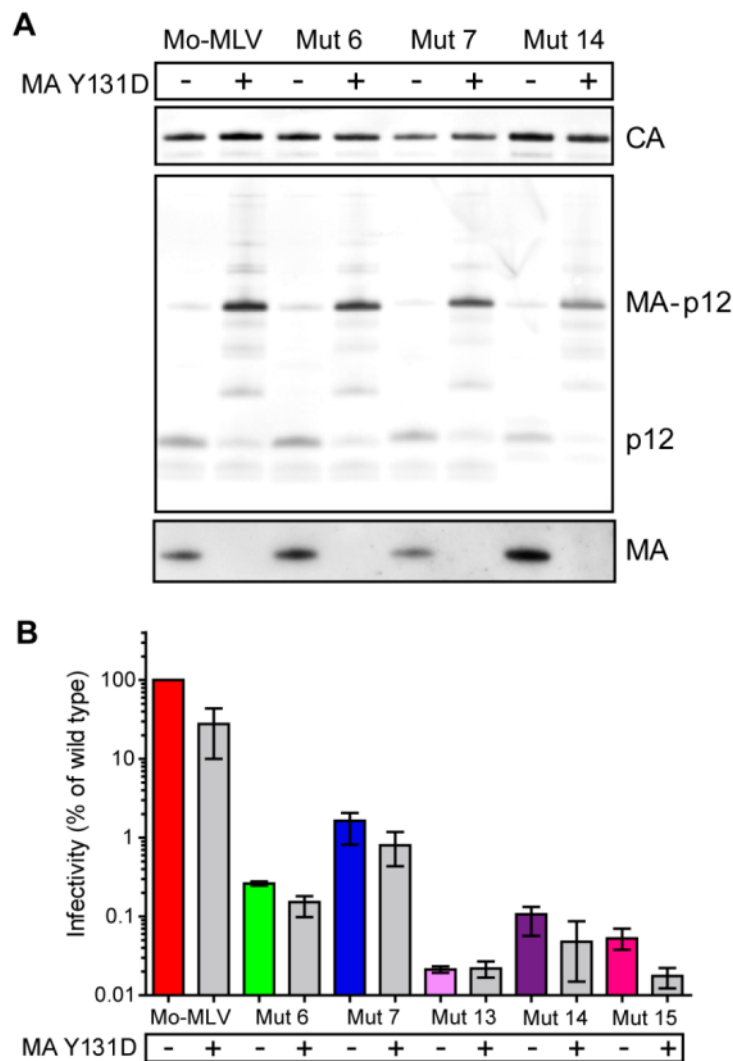 A
Mo-MLV Mut 6 Mut 7 Mut 14
MA Y131D - + - + - + - +
CA
MA-p12
p12
MA
B
Infectivity (% of wild type)
100
10
1
0.1
0.01
Mo-MLV Mut 6 Mut 7 Mut 13 Mut 14 Mut 15
MA Y131D - + - + - + - + - + - +